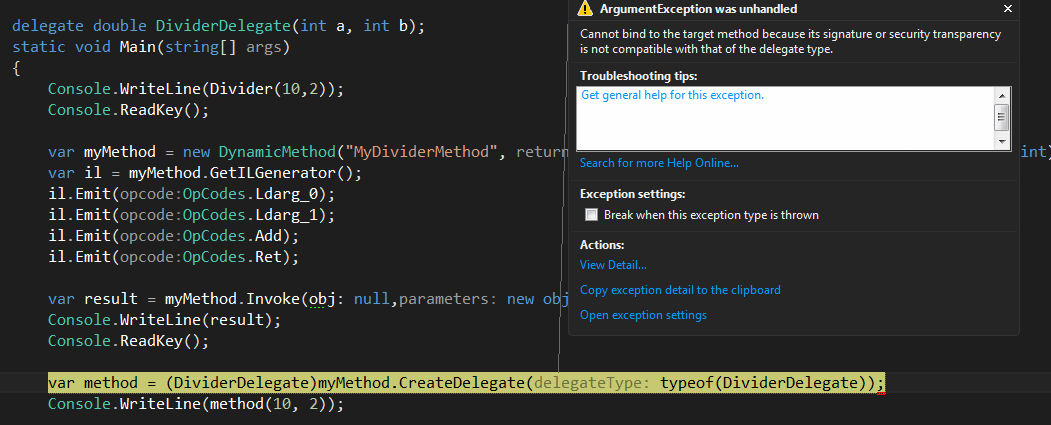 delegate double DividerDelegate(int a, int b);
static void Main(string[] args)
{
Console.WriteLine(Divider(10,2));
Console.ReadKey();
var myMethod = new DynamicMethod("MyDividerMethod", return
int)
var il = myMethod.GetILGenerator();
il.Emit(opcode:OpCodes.Ldarg_0);
il.Emit(opcode:OpCodes.Ldarg_1);
il.Emit(opcode:OpCodes.Add);
il.Emit(opcode:OpCodes.Ret);
var result = myMethod.Invoke(obj: null,parameters: new obj
Console.WriteLine(result);
Console.ReadKey();
var method = (DividerDelegate)myMethod.CreateDelegate(delegateType: typeof(DividerDelegate));
Console.WriteLine(method(10, 2));
ArgumentException was unhandled
Cannot bind to the target method because its signature or security transparency
is not compatible with that of the delegate type.
Troubleshooting tips:
Get general help for this exception.
Search for more Help Online...
Exception settings:
Break when this exception type is thrown
Actions:
View Detail...
Copy exception detail to the clipboard
Open exception settings